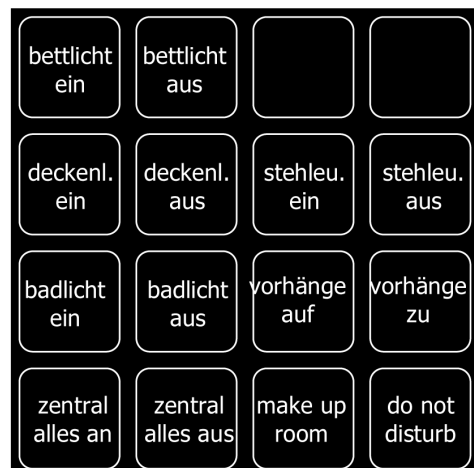 bettlicht
ein
bettlicht
aus
deckenl.
ein
deckenl.
aus
stehleu.
ein
stehleu.
aus
badlicht
ein
badlicht
aus
vorhänge
auf
vorhänge
zu
zentral
alles an
zentral
alles aus
make up
room
do not
disturb